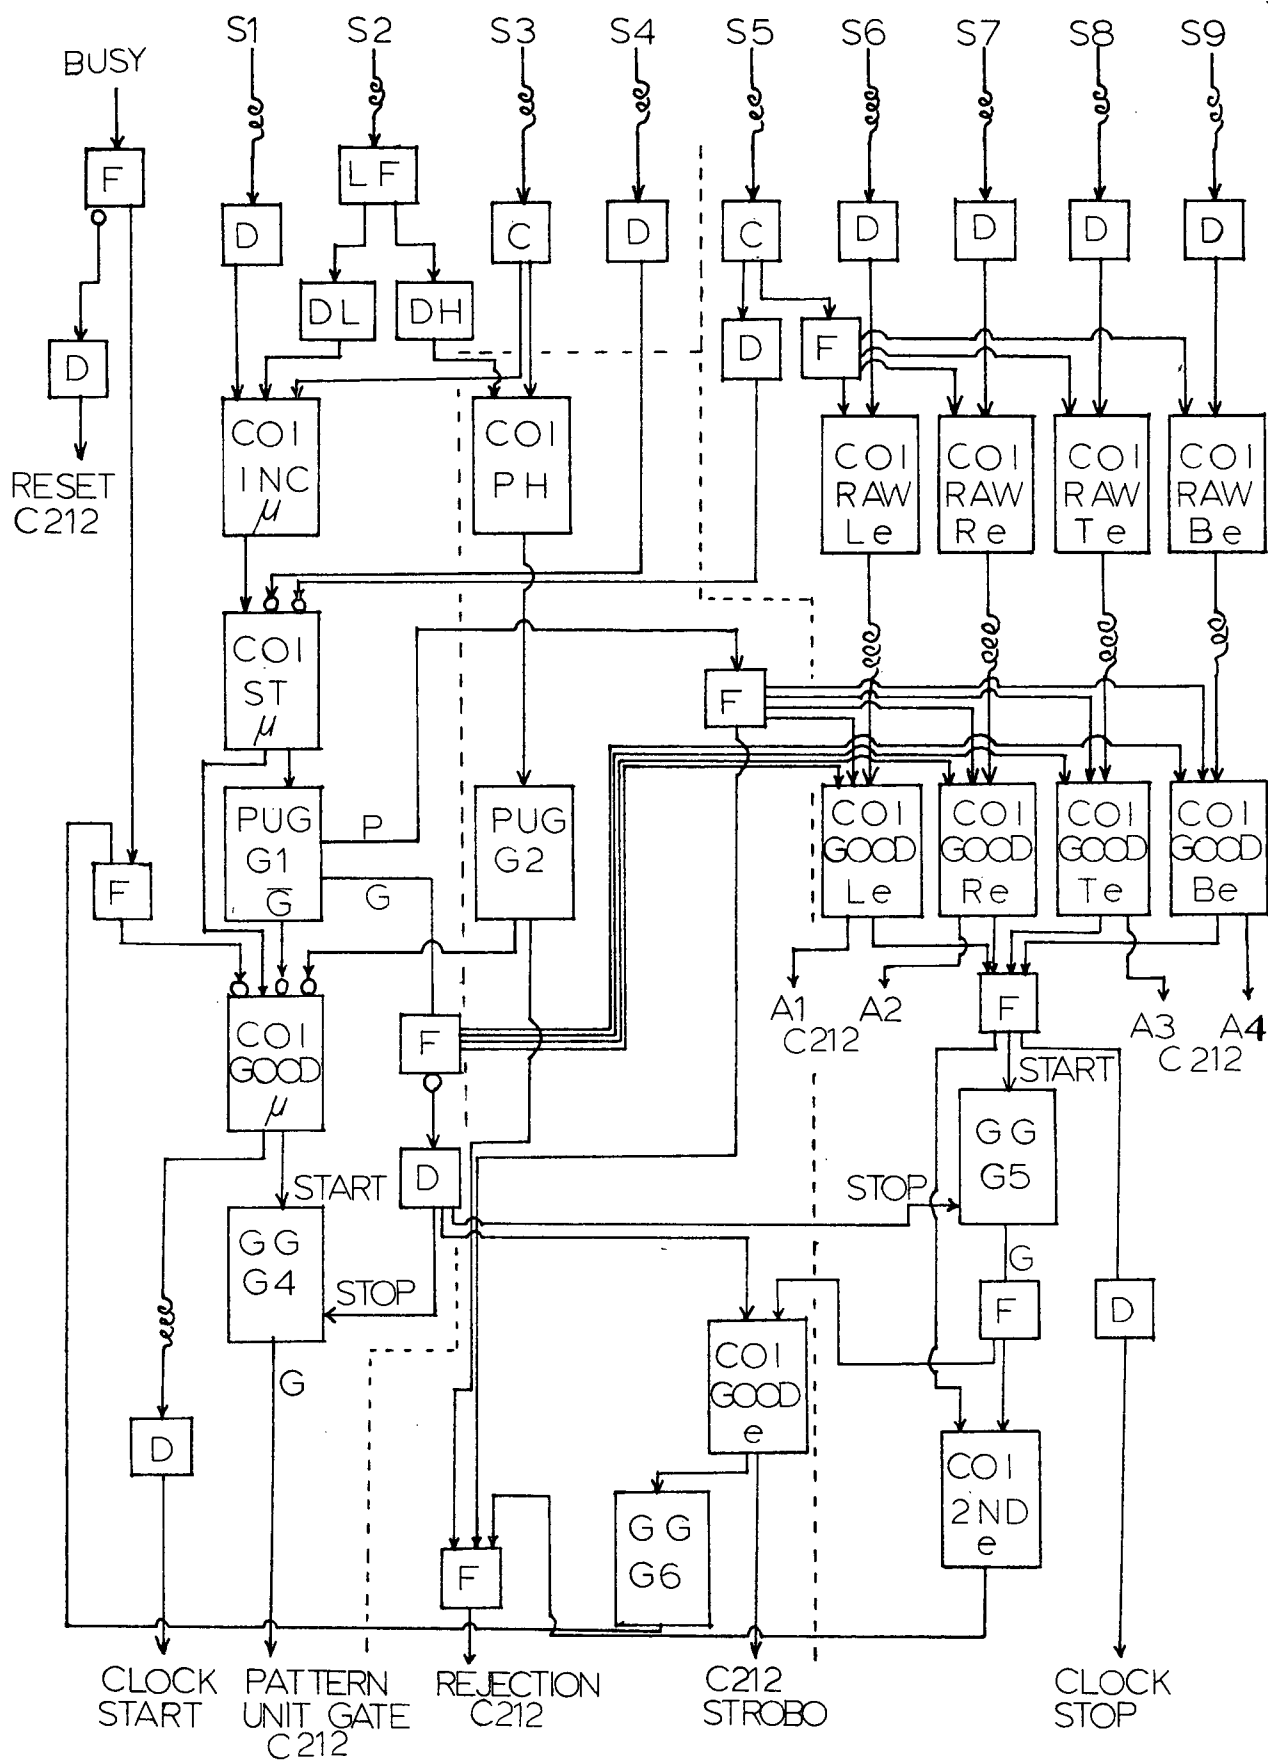 S1 S2 S3 S4 S5 S6 S7 S8 S9
BUSY
F
LF
D
C
D
C
D
D
D
D
DL
DH
D
F
D
RESET
C212
COI
INC
μ
COI
PH
COI
RAW
Le
COI
RAW
Re
COI
RAW
Te
COI
RAW
Be
COI
ST
μ
F
PUG
G1
G̅
P
G
PUG
G2
F
COI
GOOD
Le
COI
GOOD
Re
COI
GOOD
Te
COI
GOOD
Be
A1
C212
A2
F
A3
C212
A4
COI
GOOD
μ
F
START
GG
G5
D
START
STOP
GG
G4
STOP
G
F
D
G
COI
GOOD
e
D
COI
2ND
e
GG
G6
F
CLOCK
START
PATTERN
UNIT GATE
C212
REJECTION
C212
C212
STROBO
CLOCK
STOP